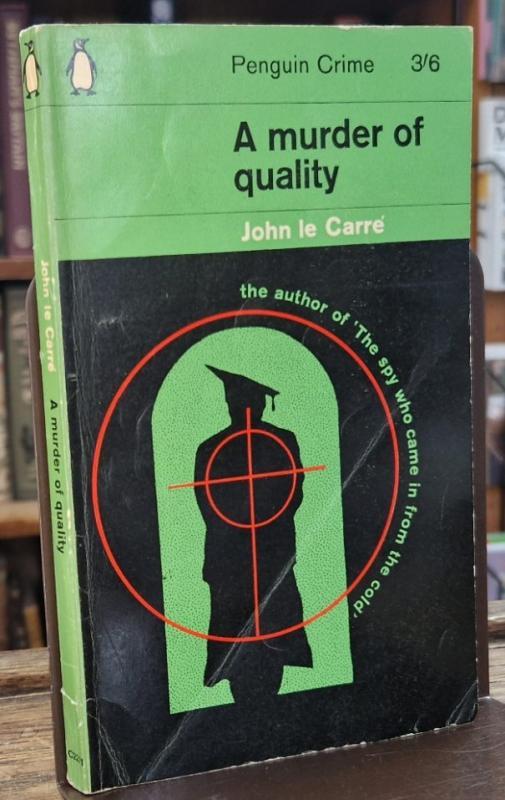 Penguin Crime 3/6
A murder of
quality
John le Carré
the author of 'The spy who came in from the cold'
John le Carré A murder of quality